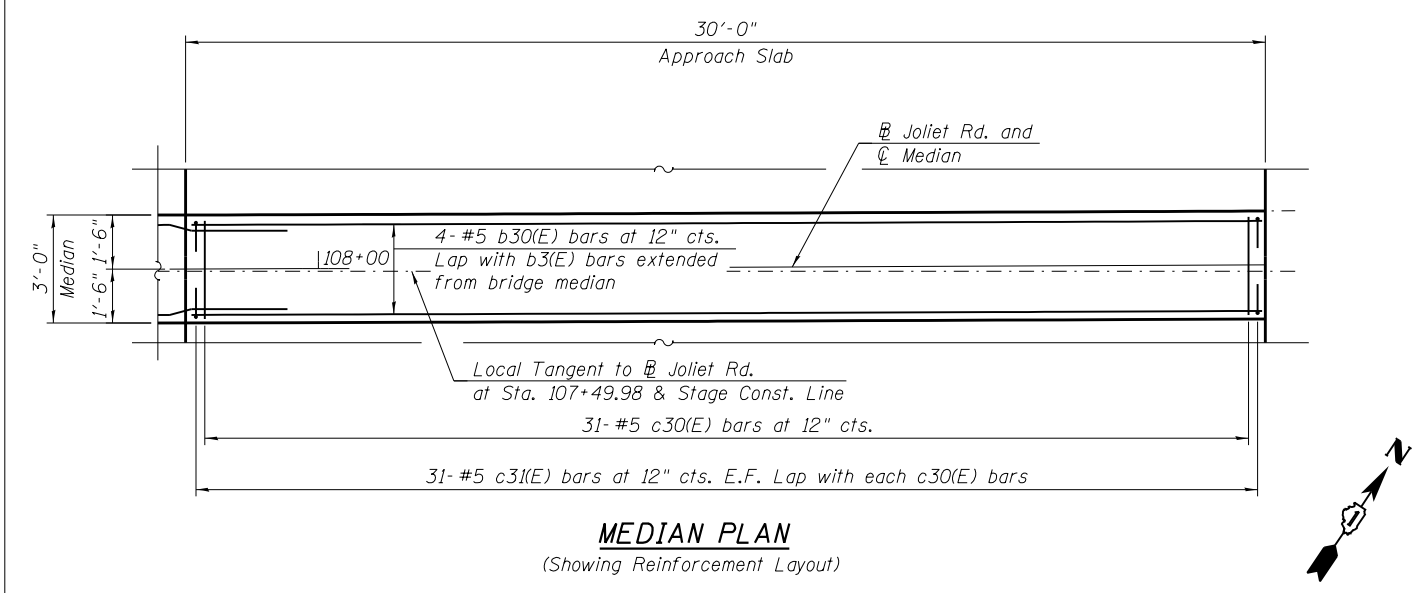 30'-0"
Approach Slab
℄ Joliet Rd. and
℄ Median
3'-0"
Median
1'-6" 1'-6"
108+00
4- #5 b30(E) bars at 12" cts.
Lap with b3(E) bars extended
from bridge median
Local Tangent to ℄ Joliet Rd.
at Sta. 107+49.98 & Stage Const. Line
31- #5 c30(E) bars at 12" cts.
31- #5 c31(E) bars at 12" cts. E.F. Lap with each c30(E) bars
N
1
MEDIAN PLAN
(Showing Reinforcement Layout)